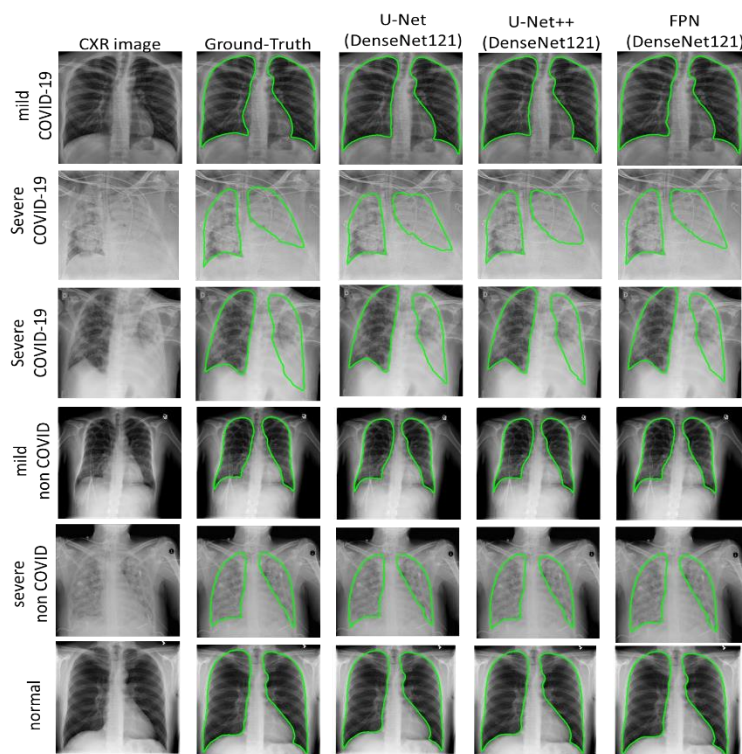 CXR image
Ground-Truth
U-Net
(DenseNet121)
U-Net++
(DenseNet121)
FPN
(DenseNet121)
mild
COVID-19
Severe
COVID-19
Severe
COVID-19
mild
non COVID
severe
non COVID
normal